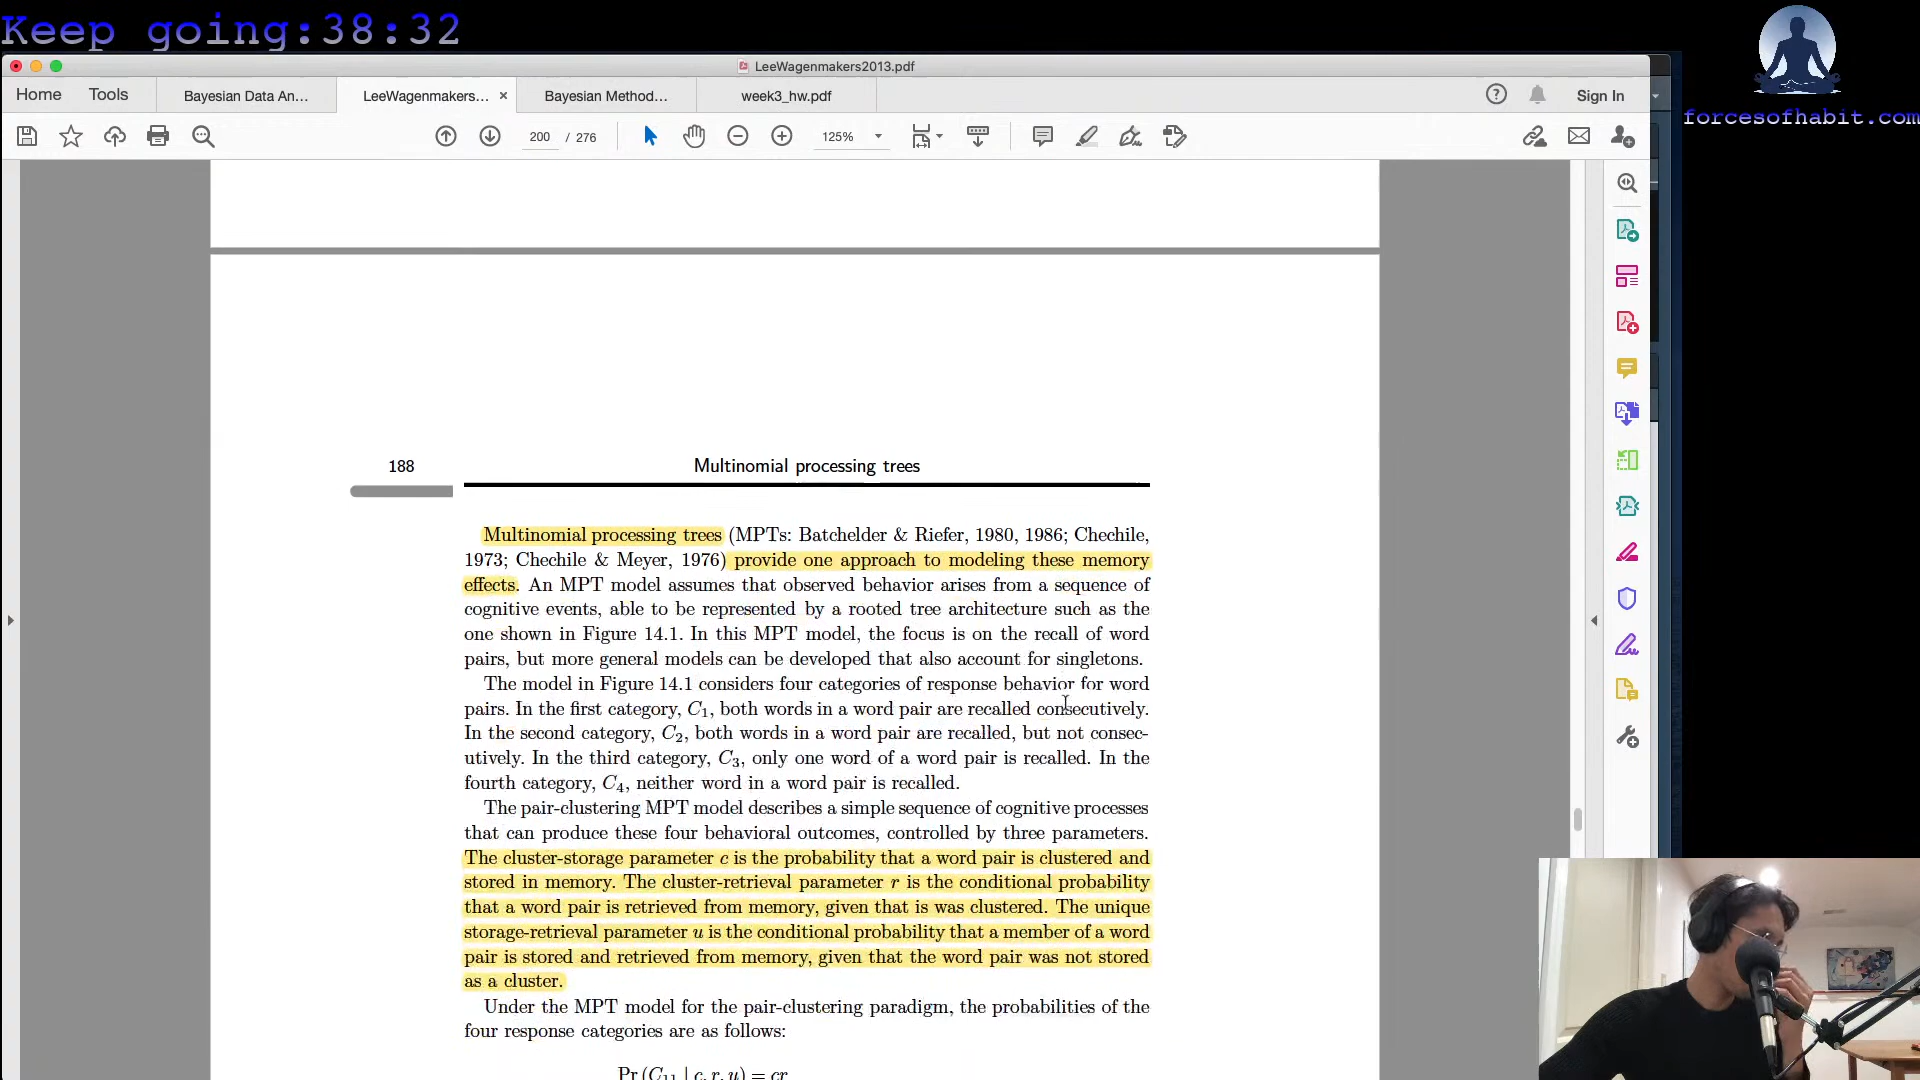 Keep going:38:32
forcesofhabit.com
LeeWagenmakers2013.pdf
Home Tools Bayesian Data An... LeeWagenmakers... × Bayesian Method... week3_hw.pdf Sign In
200 / 276 125%
188 Multinomial processing trees
Multinomial processing trees (MPTs: Batchelder & Riefer, 1980, 1986; Chechile,
1973; Chechile & Meyer, 1976) provide one approach to modeling these memory
effects. An MPT model assumes that observed behavior arises from a sequence of
cognitive events, able to be represented by a rooted tree architecture such as the
one shown in Figure 14.1. In this MPT model, the focus is on the recall of word
pairs, but more general models can be developed that also account for singletons.
The model in Figure 14.1 considers four categories of response behavior for word
pairs. In the first category, C₁, both words in a word pair are recalled consecutively.
In the second category, C₂, both words in a word pair are recalled, but not consec-
utively. In the third category, C₃, only one word of a word pair is recalled. In the
fourth category, C₄, neither word in a word pair is recalled.
The pair-clustering MPT model describes a simple sequence of cognitive processes
that can produce these four behavioral outcomes, controlled by three parameters.
The cluster-storage parameter c is the probability that a word pair is clustered and
stored in memory. The cluster-retrieval parameter r is the conditional probability
that a word pair is retrieved from memory, given that is was clustered. The unique
storage-retrieval parameter u is the conditional probability that a member of a word
pair is stored and retrieved from memory, given that the word pair was not stored
as a cluster.
Under the MPT model for the pair-clustering paradigm, the probabilities of the
four response categories are as follows:
Pr (C₁₁ | c, r, u) = cr